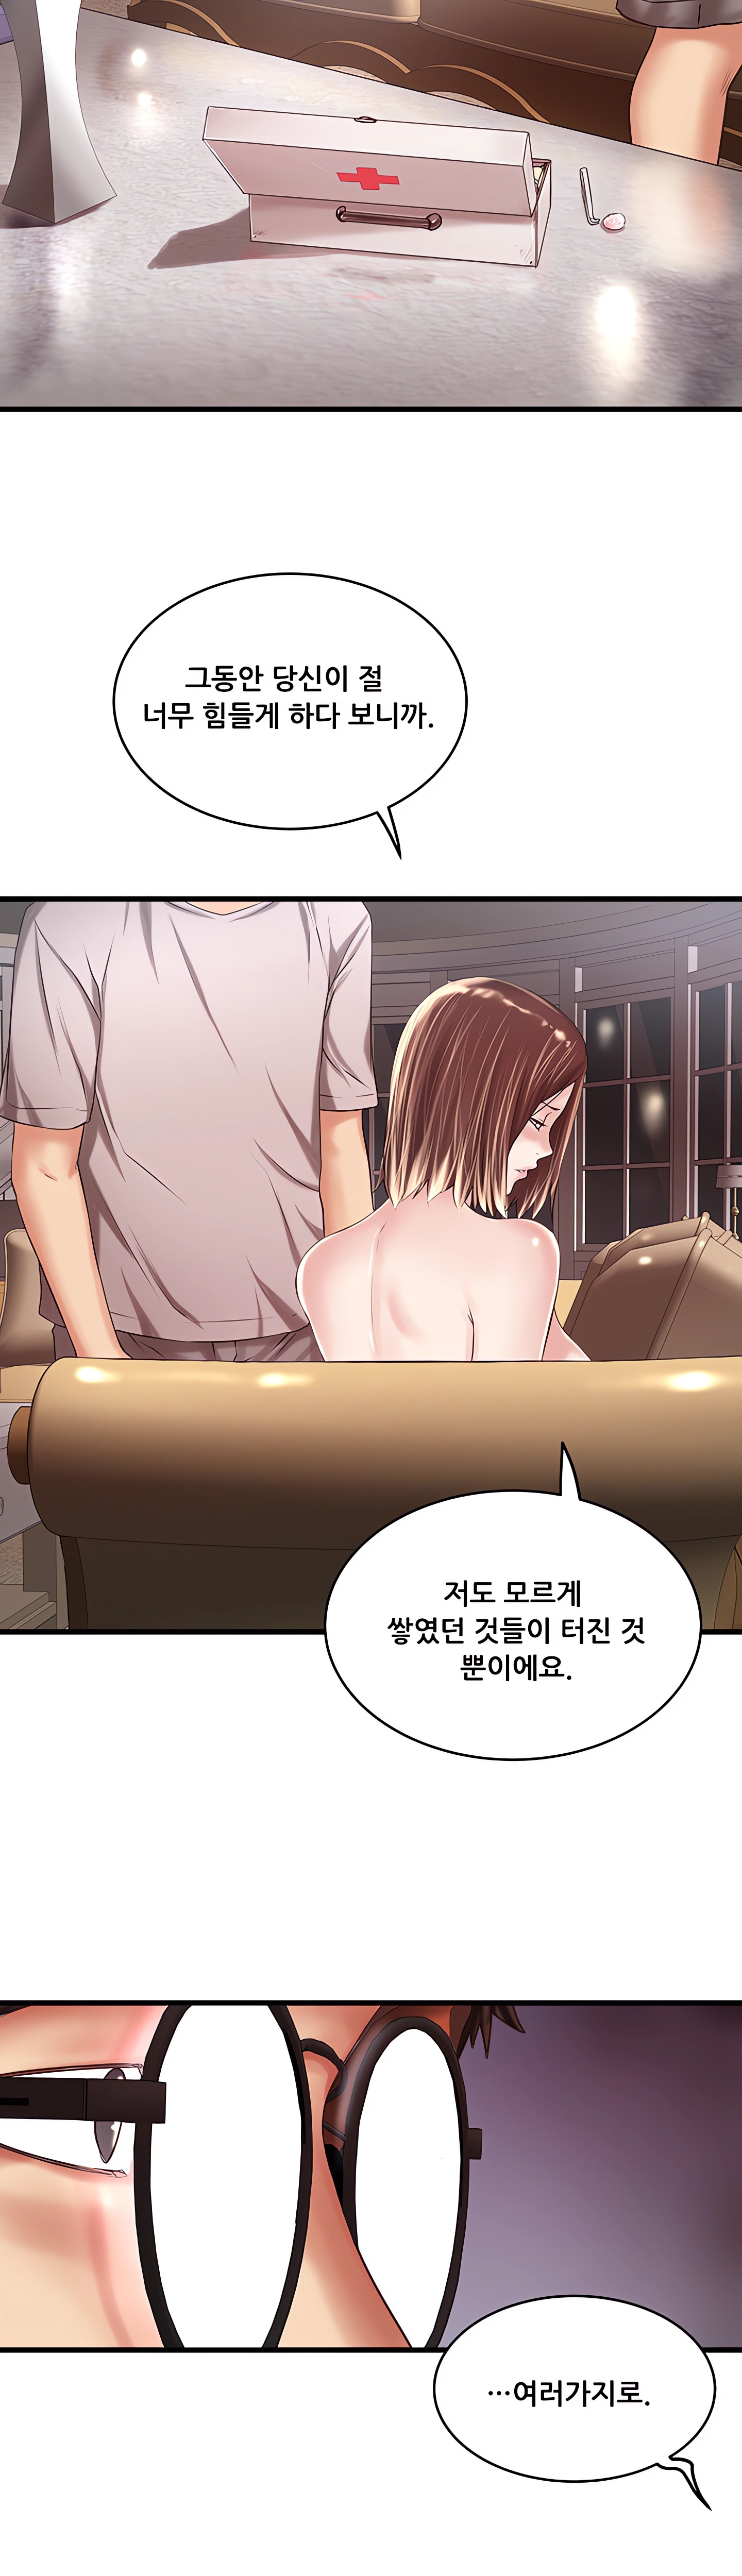 그동안 당신이 절
너무 힘들게 하다 보니까.
저도 모르게
쌓였던 것들이 터진 것
뿐이에요.
…여러가지로.